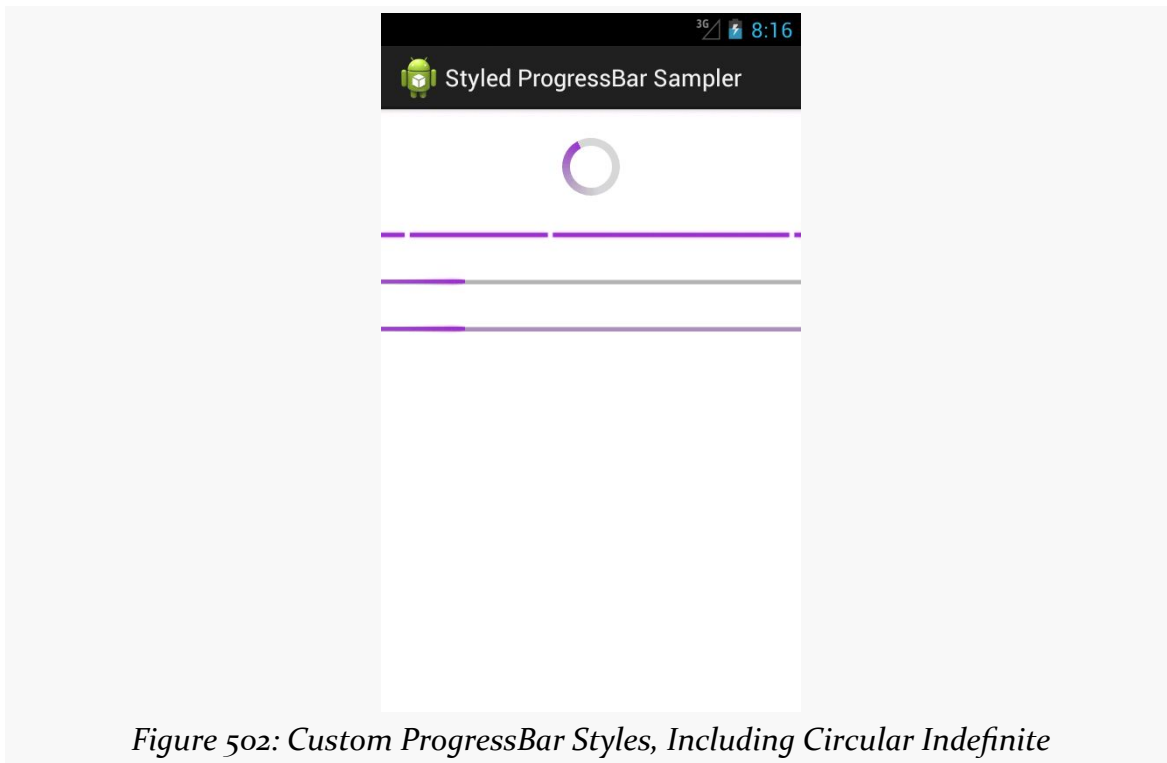 3G 8:16
Styled ProgressBar Sampler
Figure 502: Custom ProgressBar Styles, Including Circular Indefinite